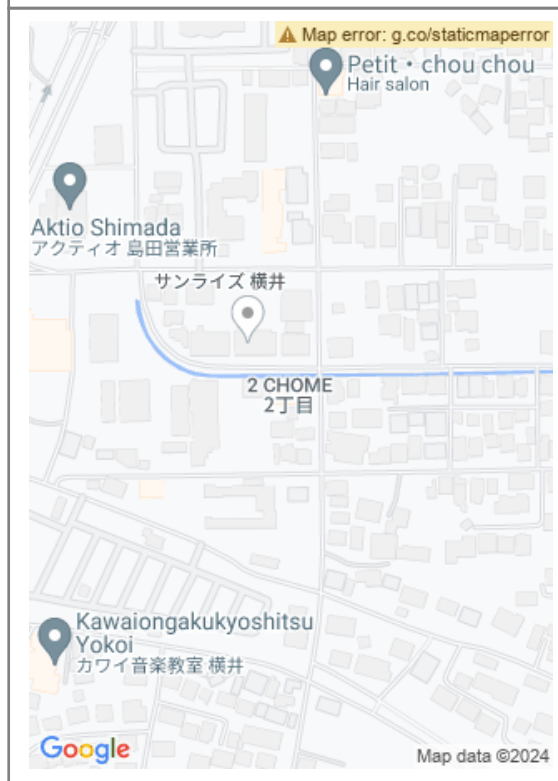 Map error: g.co/staticmaperror
Petit・chou chou
Hair salon
Aktio Shimada
アクティオ 島田営業所
サンライズ 横井
2 CHOME
2丁目
Kawaiongakukyoshitsu
Yokoi
カワイ音楽教室 横井
Google
Map data ©2024